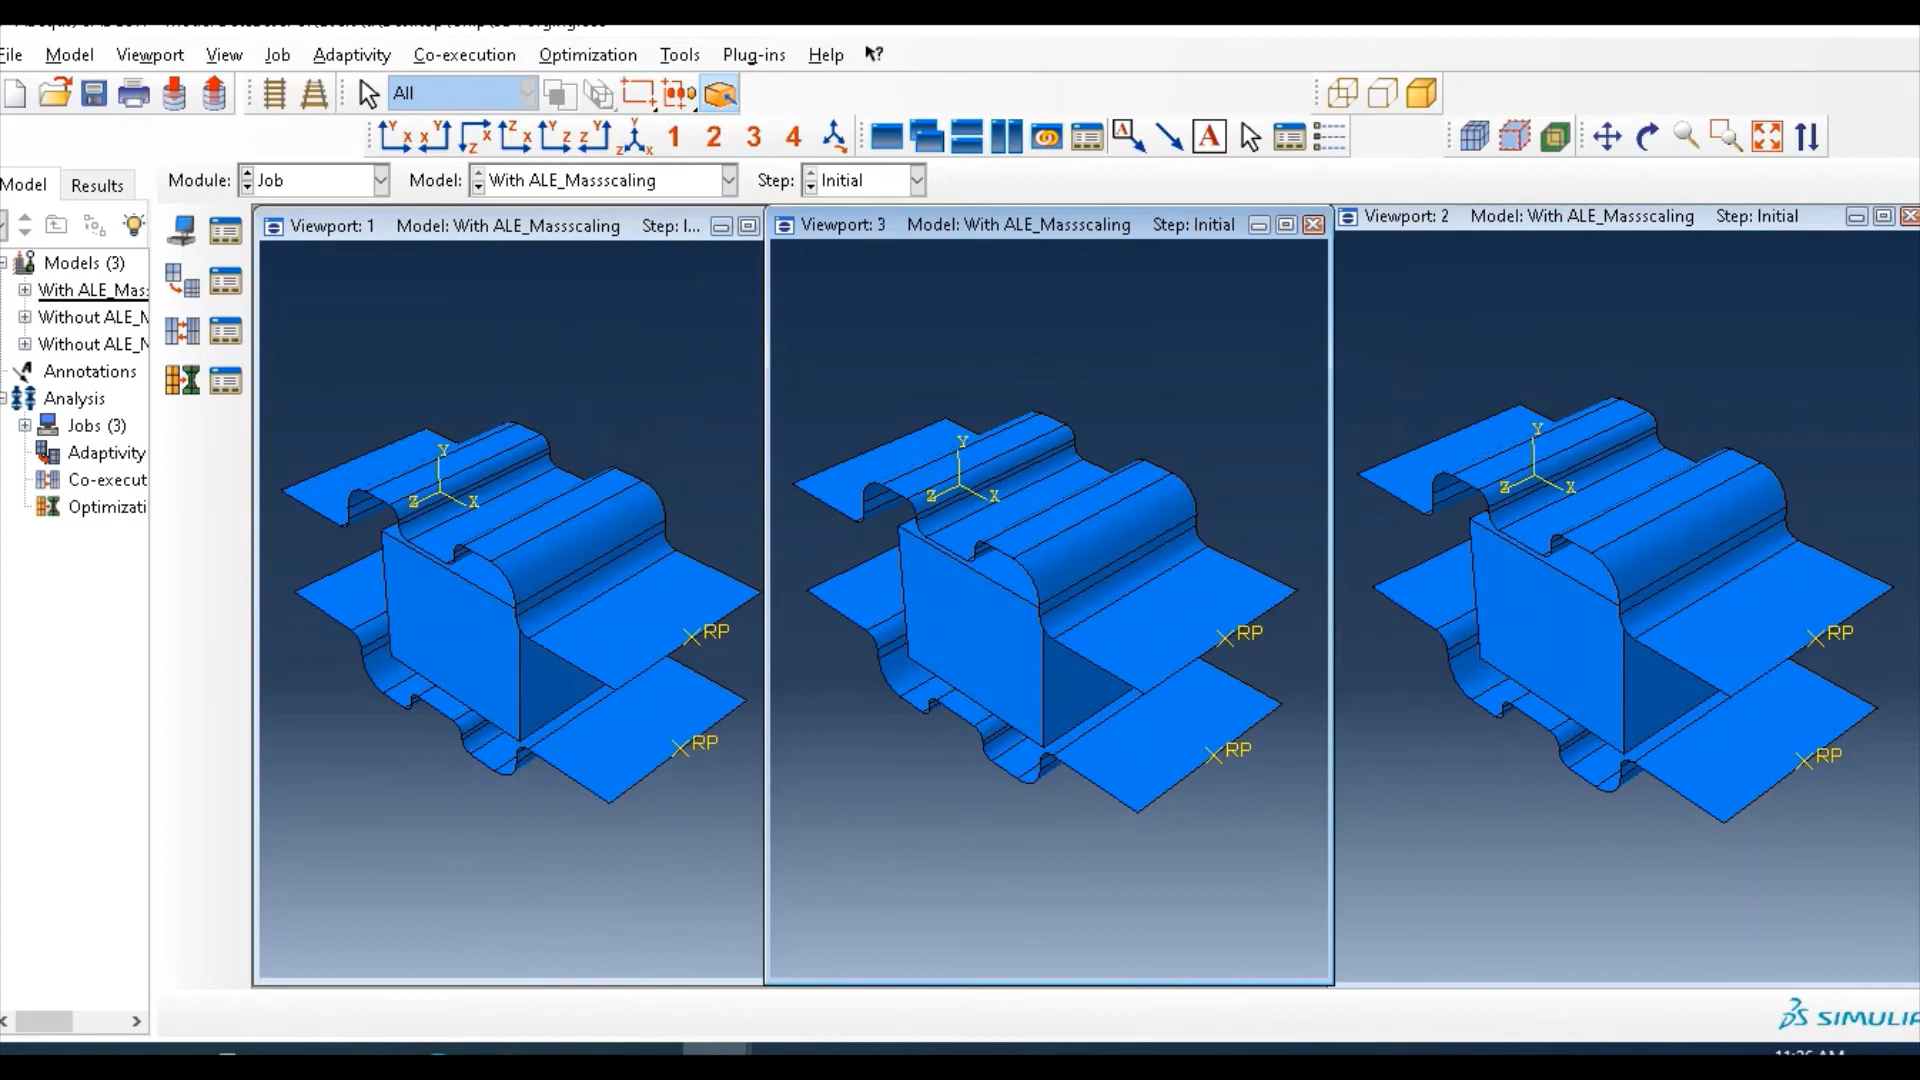 File Model Viewport View Job Adaptivity Co-execution Optimization Tools Plug-ins Help
All
1 2 3 4
Model Results Module: Job Model: With ALE_Massscaling Step: Initial
Viewport: 1 Model: With ALE_Massscaling Step: I...
Viewport: 3 Model: With ALE_Massscaling Step: Initial
Viewport: 2 Model: With ALE_Massscaling Step: Initial
Models (3)
With ALE_Mas
Without ALE_M
Without ALE_M
Annotations
Analysis
Jobs (3)
Adaptivity
Co-execut
Optimizati
Y
Z X
RP
RP
Y
Z X
RP
RP
Y
Z X
RP
RP
SIMULIA